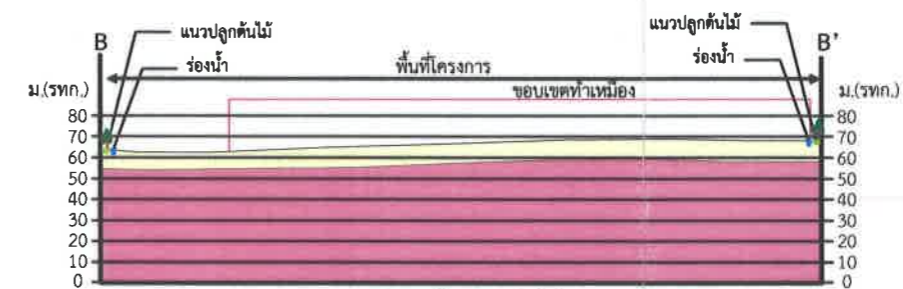 แนวปลูกต้นไม้
แนวปลูกต้นไม้
B
B'
ร่องน้ำ
พื้นที่โครงการ
ร่องน้ำ
ม.(รทก.)
ขอบเขตทำเหมือง
ม.(รทก.)
80
80
70
70
60
60
50
50
40
40
30
30
20
20
10
10
0
0